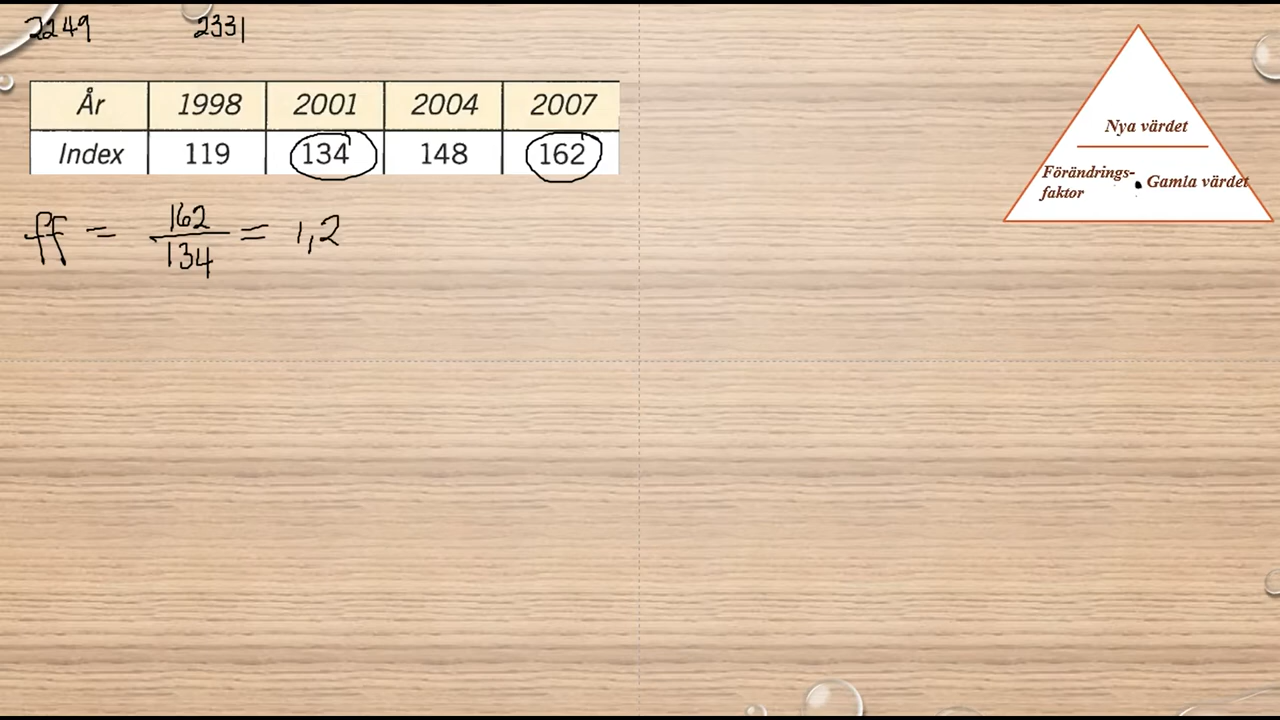 2249 2331
År 1998 2001 2004 2007
Index 119 134 148 162
ff = 162/134 = 1,2
Nya värdet
Förändrings-
faktor · Gamla värdet